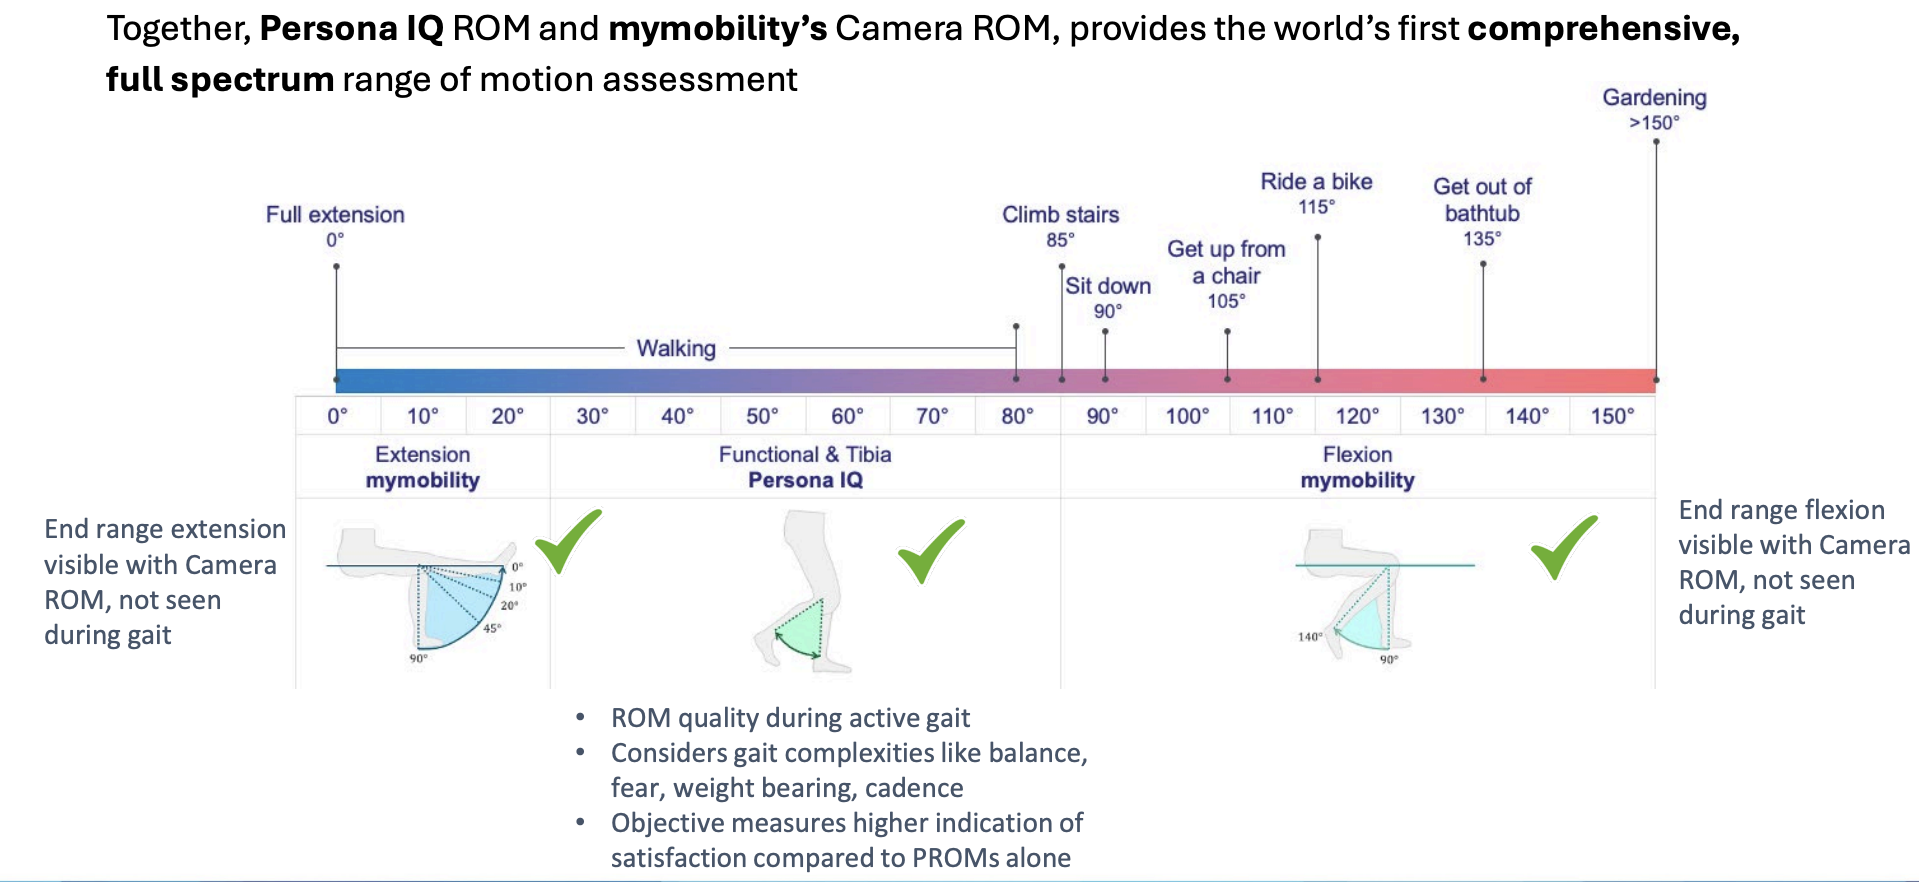 Together, Persona IQ ROM and mymobility’s Camera ROM, provides the world’s first comprehensive,
full spectrum range of motion assessment
Gardening
>150°
Ride a bike
115°
Get out of
bathtub
135°
Full extension
0°
Climb stairs
85°
Get up from
a chair
105°
Sit down
90°
Walking
0° 10° 20° 30° 40° 50° 60° 70° 80° 90° 100° 110° 120° 130° 140° 150°
Extension
mymobility
Functional & Tibia
Persona IQ
Flexion
mymobility
End range extension
visible with Camera
ROM, not seen
during gait
0°
10°
20°
45°
90°
140°
90°
End range flexion
visible with Camera
ROM, not seen
during gait
• ROM quality during active gait
• Considers gait complexities like balance,
fear, weight bearing, cadence
• Objective measures higher indication of
satisfaction compared to PROMs alone